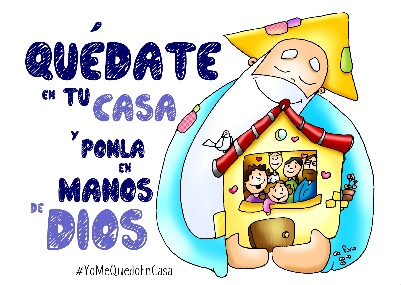 QUÉDATE
EN TU
CASA
Y PONLA
EN
MANOS
DE
DIOS
#YoMeQuedoEnCasa